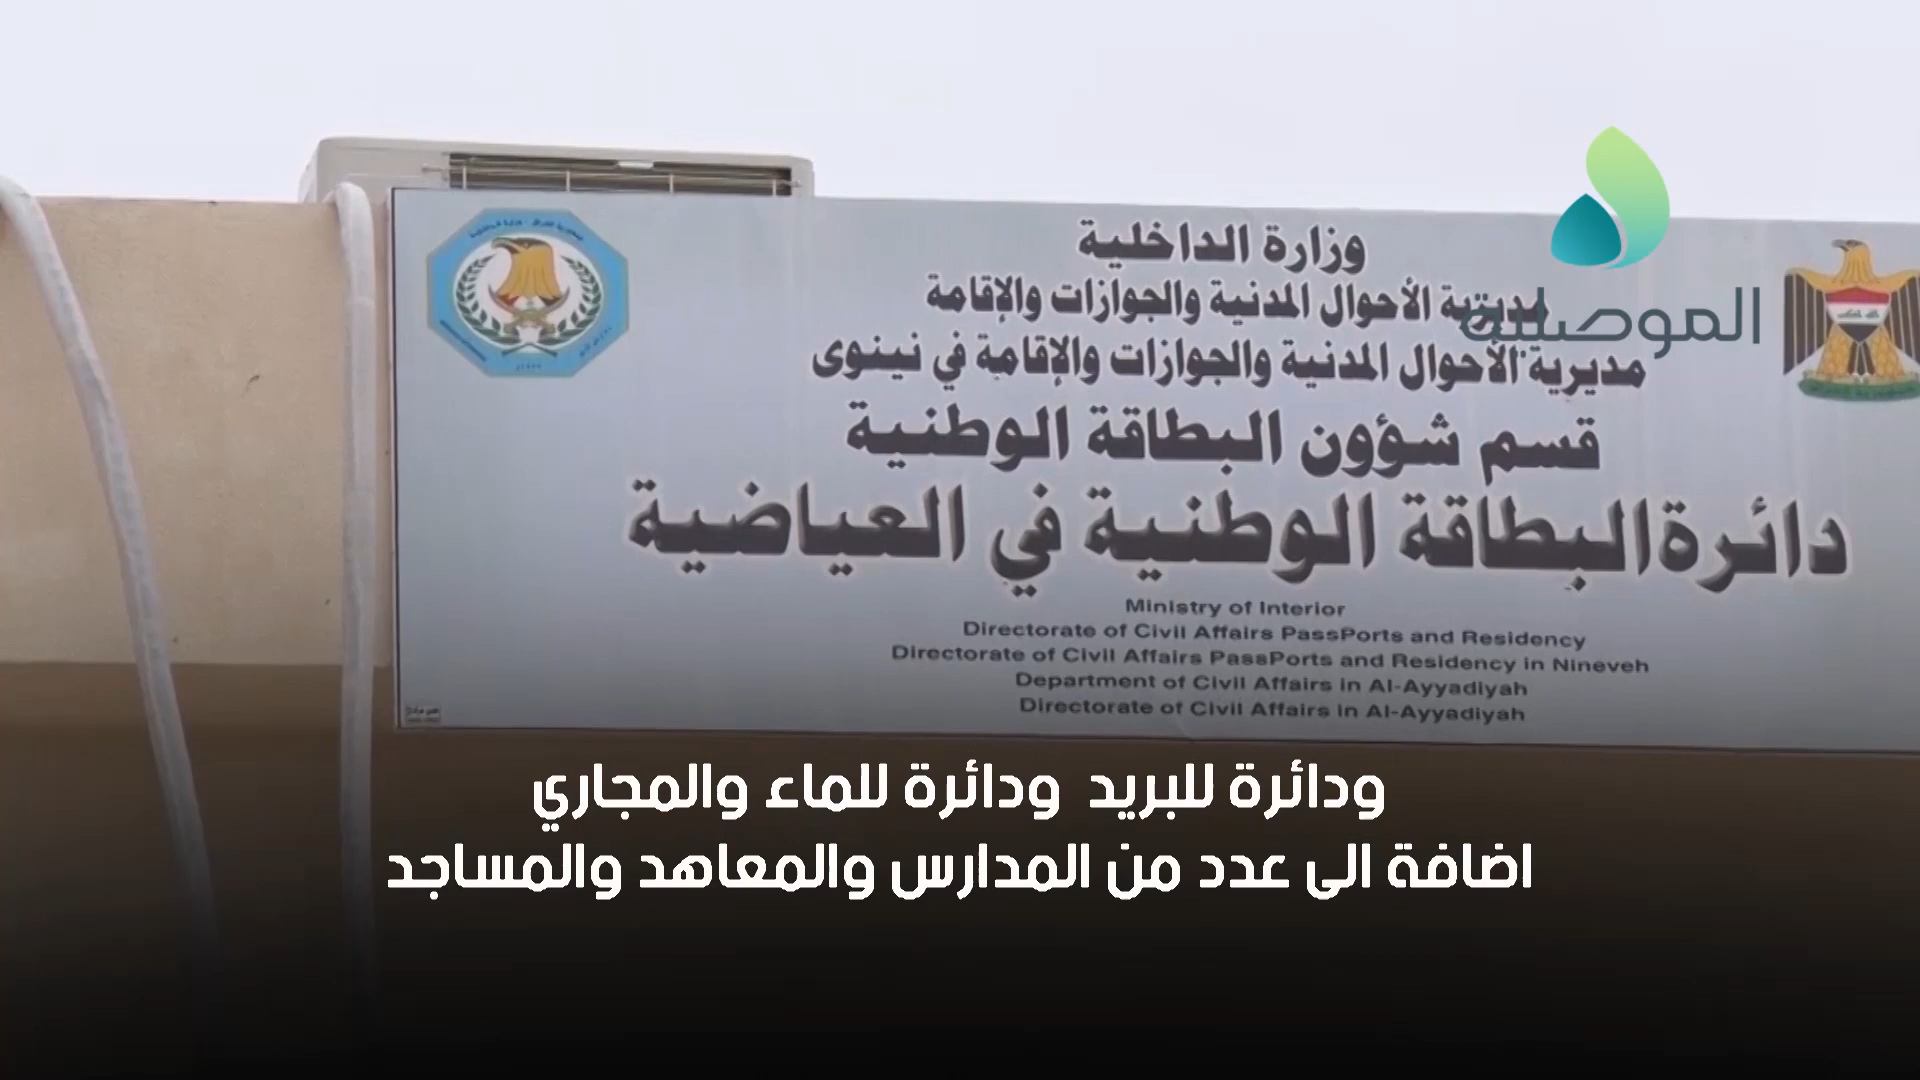 وزارة الداخلية
مديرية الأحوال المدنية والجوازات والإقامة
الموصلية
مديرية الأحوال المدنية والجوازات والإقامة في نينوى
قسم شؤون البطاقة الوطنية
دائرة البطاقة الوطنية في العياضية
Ministry of Interior
Directorate of Civil Affairs PassPorts and Residency
Directorate of Civil Affairs PassPorts and Residency in Nineveh
Department of Civil Affairs in Al-Ayyadiyah
Directorate of Civil Affairs in Al-Ayyadiyah
ودائرة للبريد ودائرة للماء والمجاري
اضافة الى عدد من المدارس والمعاهد والمساجد